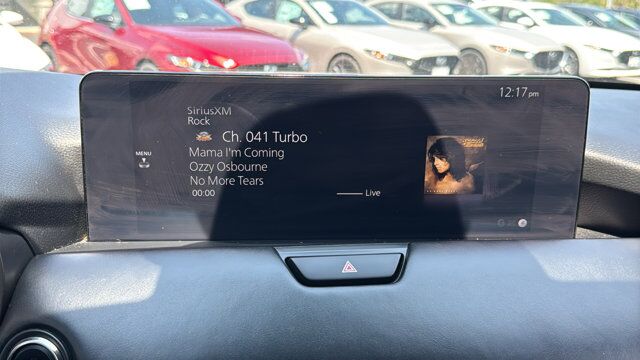 12:17 pm
SiriusXM
Rock
Ch. 041 Turbo
Mama I'm Coming
Ozzy Osbourne
No More Tears
00:00
Live
MENU